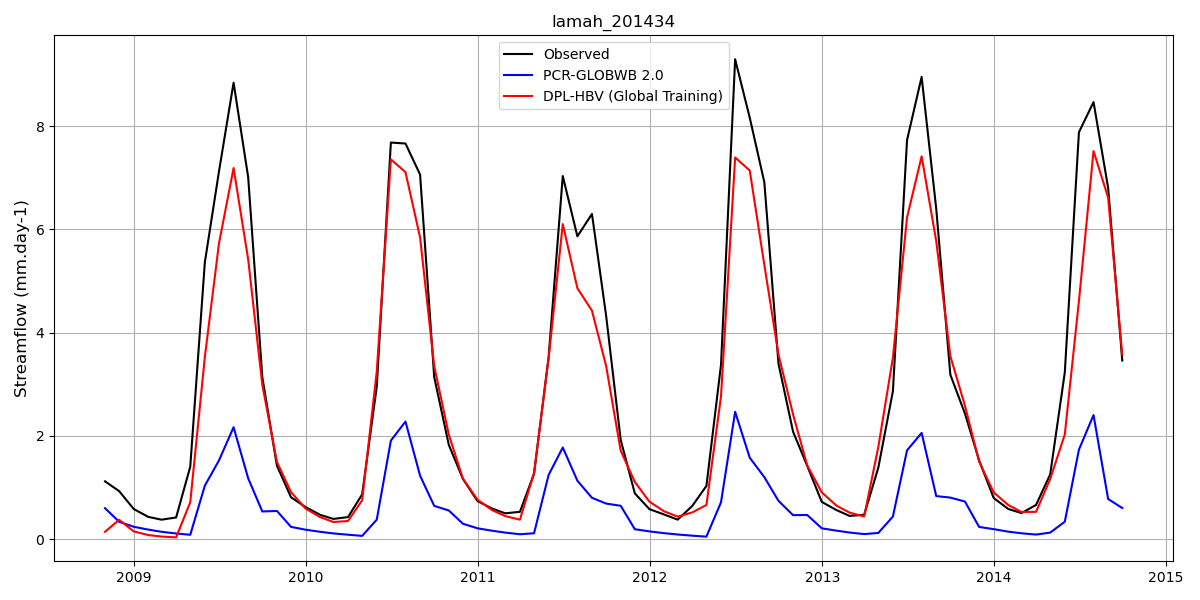 lamah_201434
Observed
PCR-GLOBWB 2.0
DPL-HBV (Global Training)
Streamflow (mm.day-1)
8
6
4
2
0
2009 2010 2011 2012 2013 2014 2015